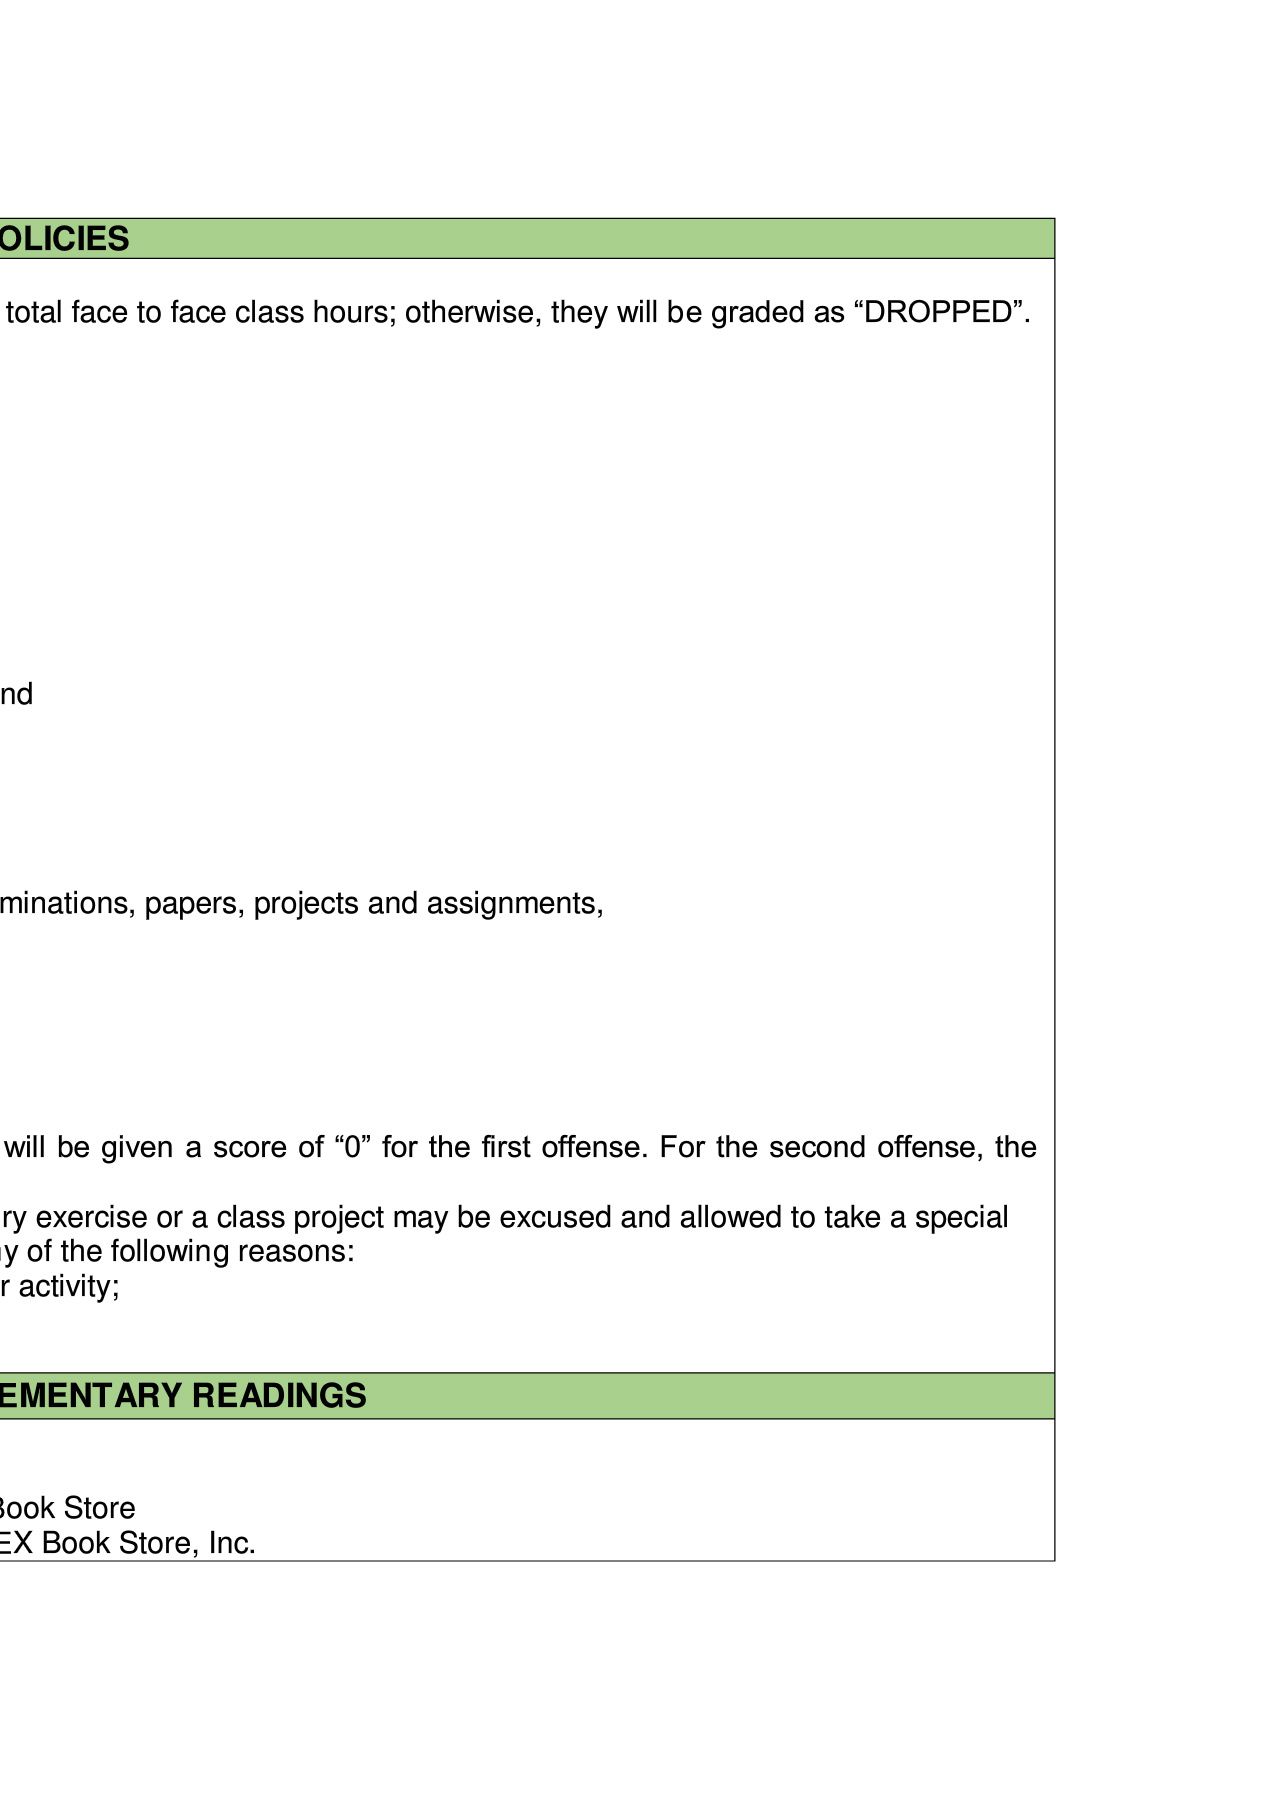 OLICIES
total face to face class hours; otherwise, they will be graded as “DROPPED”.
nd
minations, papers, projects and assignments,
will be given a score of “0” for the first offense. For the second offense, the
ry exercise or a class project may be excused and allowed to take a special
y of the following reasons:
r activity;
EMENTARY READINGS
Book Store
EX Book Store, Inc.